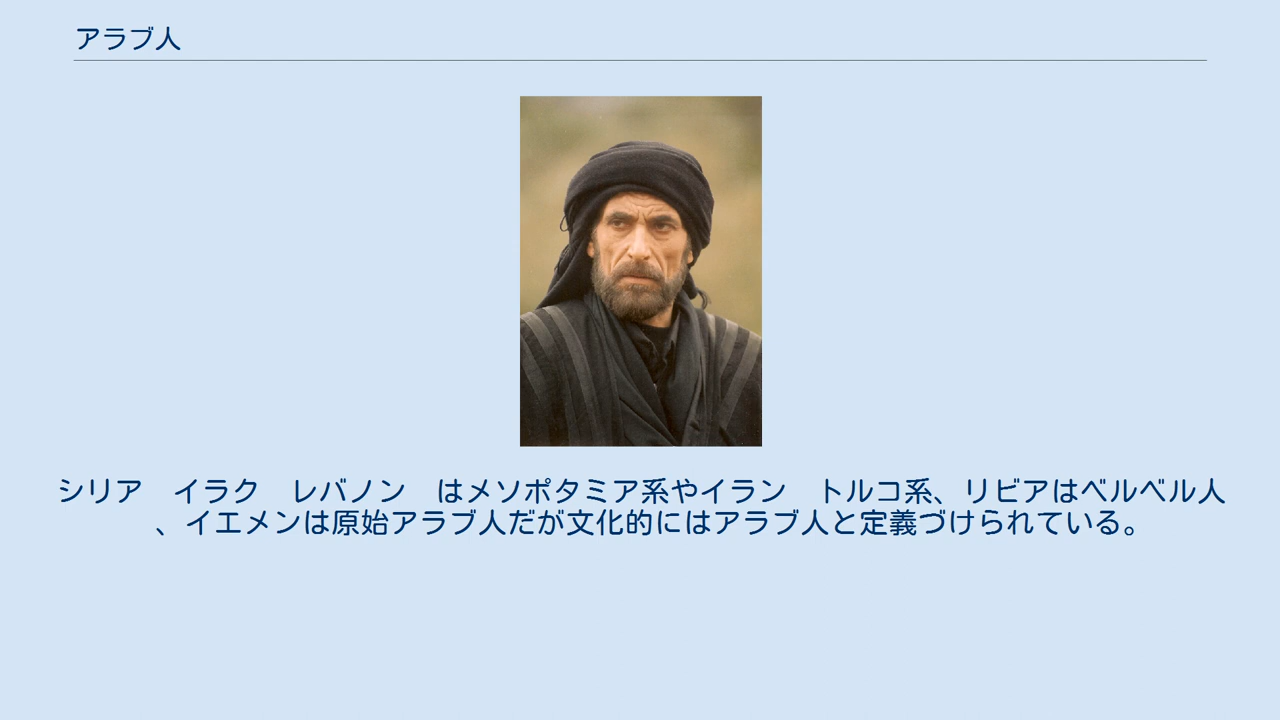 アラブ人
シリア　イラク　レバノン　はメソポタミア系やイラン　トルコ系、リビアはベルベル人
、イエメンは原始アラブ人だが文化的にはアラブ人と定義づけられている。